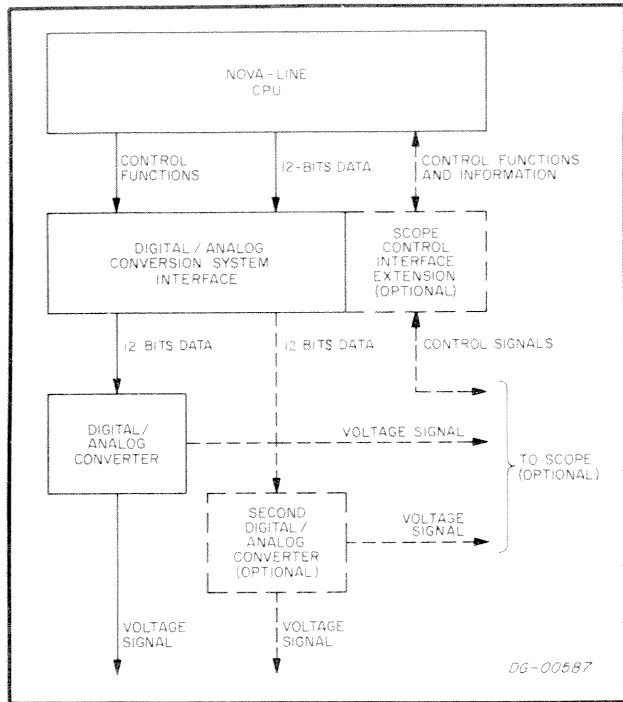 NOVA-LINE
CPU
CONTROL
FUNCTIONS
12-BITS DATA
CONTROL FUNCTIONS
AND INFORMATION
DIGITAL / ANALOG
CONVERSION SYSTEM
INTERFACE
SCOPE
CONTROL
INTERFACE
EXTENSION
(OPTIONAL)
12 BITS DATA
12 BITS DATA
CONTROL SIGNALS
DIGITAL/
ANALOG
CONVERTER
VOLTAGE SIGNAL
TO SCOPE
(OPTIONAL)
SECOND
DIGITAL/
ANALOG
CONVERTER
(OPTIONAL)
VOLTAGE
SIGNAL
VOLTAGE
SIGNAL
VOLTAGE
SIGNAL
DG-00587